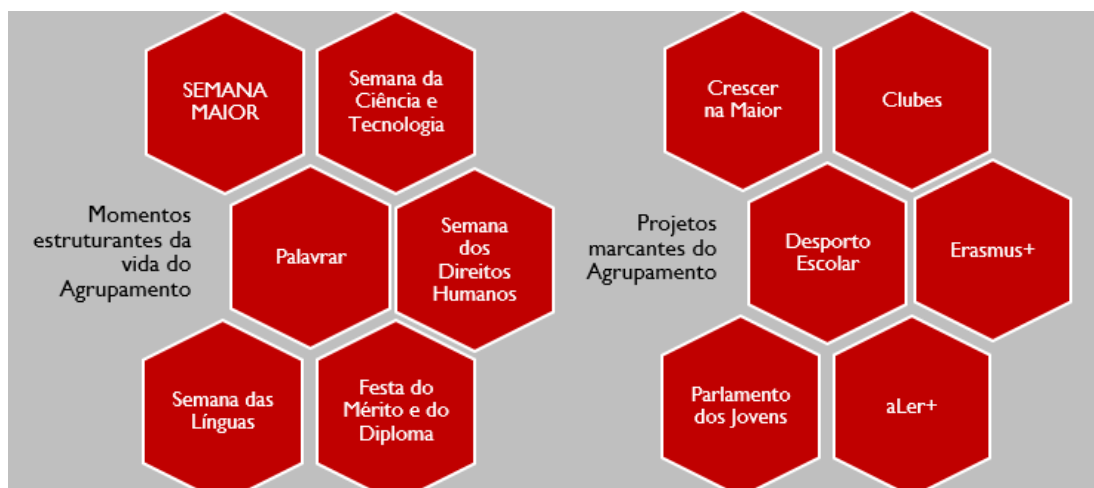 SEMANA
MAIOR
Semana da
Ciência e
Tecnologia
Momentos
estruturantes da
vida do
Agrupamento
Palavrar
Semana
dos
Direitos
Humanos
Semana das
Línguas
Festa do
Mérito e do
Diploma
Crescer
na Maior
Clubes
Projetos
marcantes do
Agrupamento
Desporto
Escolar
Erasmus+
Parlamento
dos Jovens
aLer+